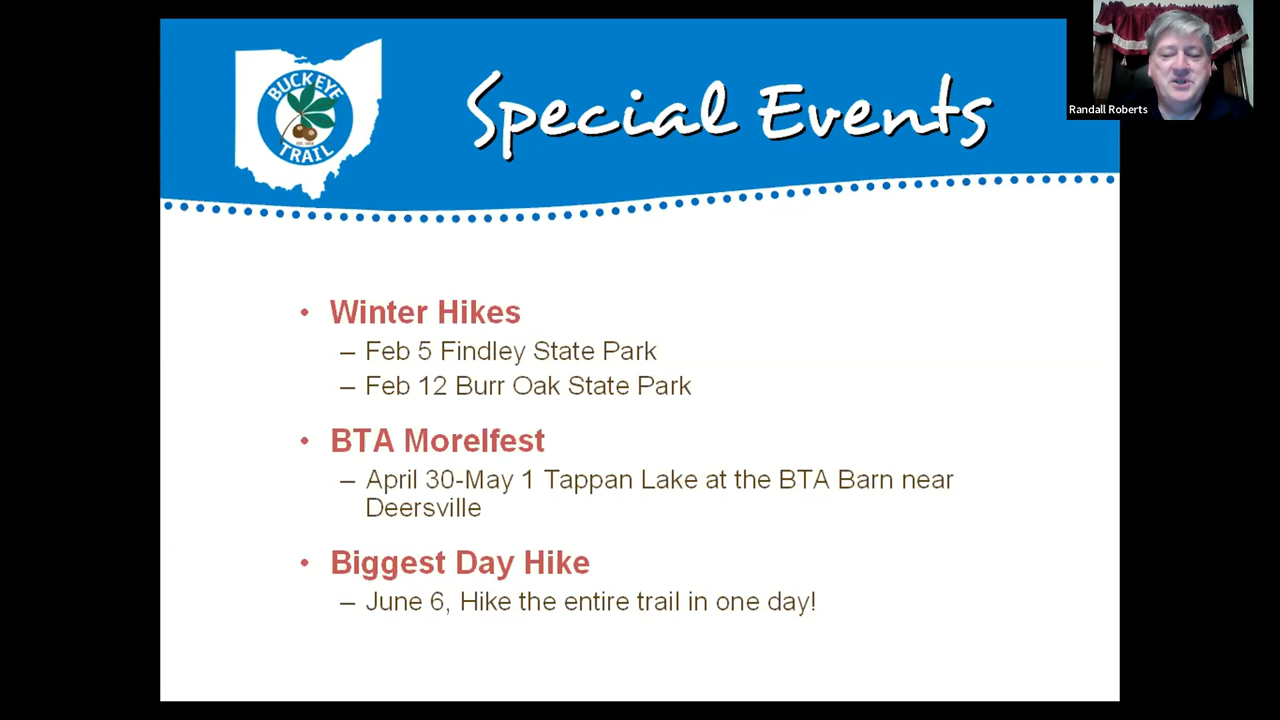 BUCKEYE
TRAIL
Special Events
Randall Roberts
• Winter Hikes
– Feb 5 Findley State Park
– Feb 12 Burr Oak State Park
• BTA Morelfest
– April 30-May 1 Tappan Lake at the BTA Barn near
Deersville
• Biggest Day Hike
– June 6, Hike the entire trail in one day!